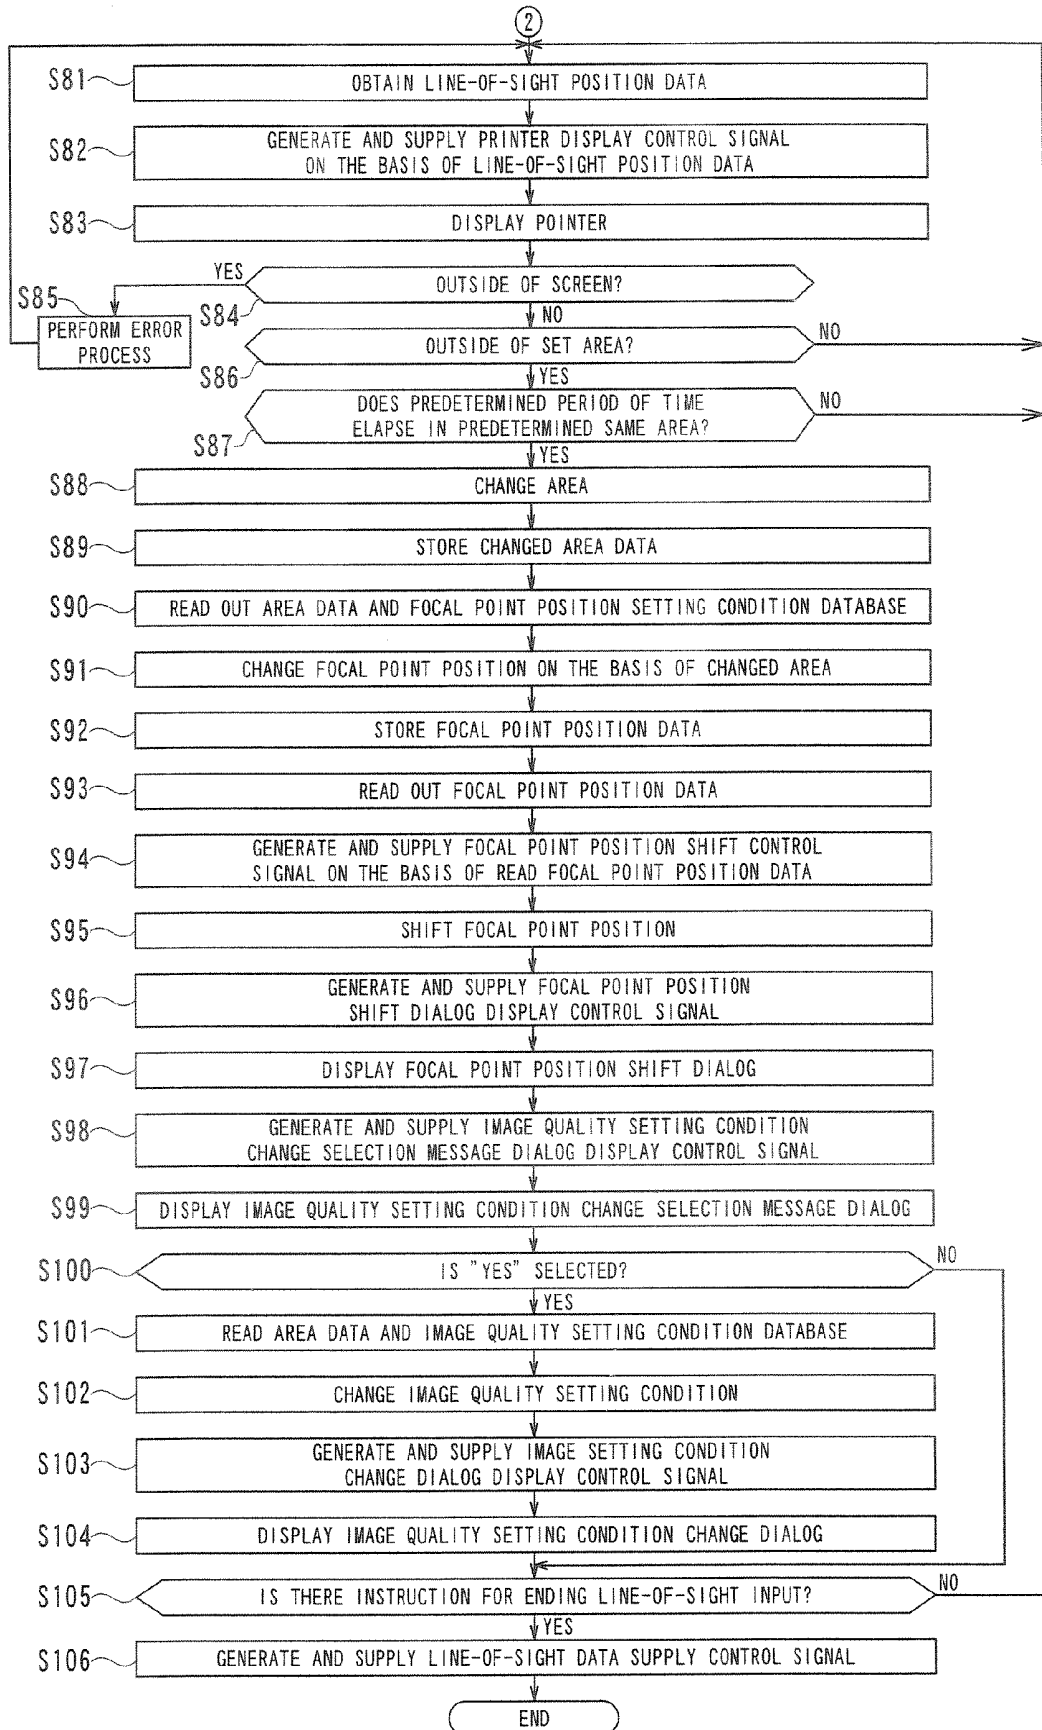 2
S81
OBTAIN LINE-OF-SIGHT POSITION DATA
S82
GENERATE AND SUPPLY PRINTER DISPLAY CONTROL SIGNAL
ON THE BASIS OF LINE-OF-SIGHT POSITION DATA
S83
DISPLAY POINTER
YES
OUTSIDE OF SCREEN?
S84
S85
NO
PERFORM ERROR
PROCESS
OUTSIDE OF SET AREA?
NO
S86
YES
DOES PREDETERMINED PERIOD OF TIME
ELAPSE IN PREDETERMINED SAME AREA?
NO
S87
YES
S88
CHANGE AREA
S89
STORE CHANGED AREA DATA
S90
READ OUT AREA DATA AND FOCAL POINT POSITION SETTING CONDITION DATABASE
S91
CHANGE FOCAL POINT POSITION ON THE BASIS OF CHANGED AREA
S92
STORE FOCAL POINT POSITION DATA
S93
READ OUT FOCAL POINT POSITION DATA
S94
GENERATE AND SUPPLY FOCAL POINT POSITION SHIFT CONTROL
SIGNAL ON THE BASIS OF READ FOCAL POINT POSITION DATA
S95
SHIFT FOCAL POINT POSITION
S96
GENERATE AND SUPPLY FOCAL POINT POSITION
SHIFT DIALOG DISPLAY CONTROL SIGNAL
S97
DISPLAY FOCAL POINT POSITION SHIFT DIALOG
S98
GENERATE AND SUPPLY IMAGE QUALITY SETTING CONDITION
CHANGE SELECTION MESSAGE DIALOG DISPLAY CONTROL SIGNAL
S99
DISPLAY IMAGE QUALITY SETTING CONDITION CHANGE SELECTION MESSAGE DIALOG
S100
IS "YES" SELECTED?
NO
YES
S101
READ AREA DATA AND IMAGE QUALITY SETTING CONDITION DATABASE
S102
CHANGE IMAGE QUALITY SETTING CONDITION
S103
GENERATE AND SUPPLY IMAGE SETTING CONDITION
CHANGE DIALOG DISPLAY CONTROL SIGNAL
S104
DISPLAY IMAGE QUALITY SETTING CONDITION CHANGE DIALOG
S105
IS THERE INSTRUCTION FOR ENDING LINE-OF-SIGHT INPUT?
NO
YES
S106
GENERATE AND SUPPLY LINE-OF-SIGHT DATA SUPPLY CONTROL SIGNAL
END